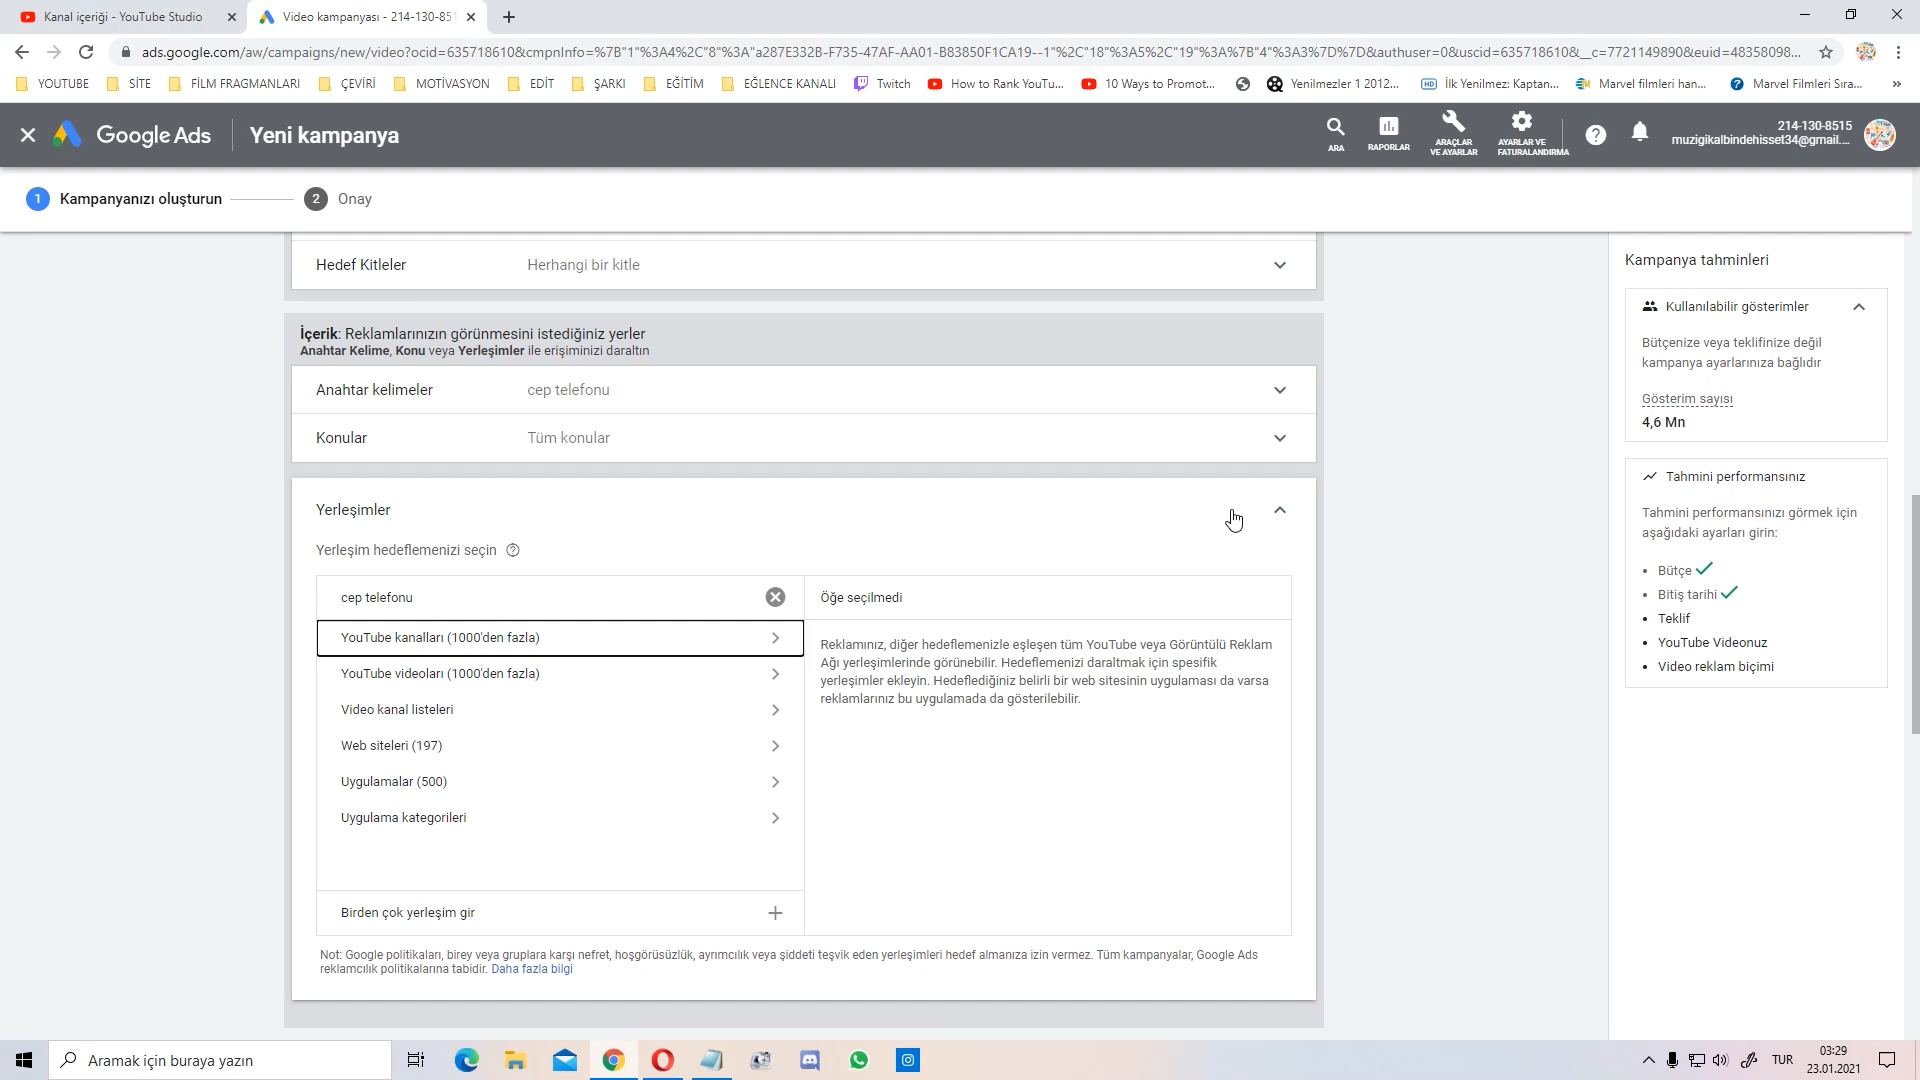 Kanal içeriği - YouTube Studio
Video kampanyası - 214-130-851
ads.google.com/aw/campaigns/new/video?ocid=635718610&cmpnInfo=%7B"1"%3A4%2C"8"%3A"a287E332B-F735-47AF-AA01-B83850F1CA19--1"%2C"18"%3A5%2C"19"%3A%7B"4"%3A3%7D%7D&authuser=0&uscid=635718610&__c=7721149890&euid=48358098...
YOUTUBE SİTE FİLM FRAGMANLARI ÇEVİRİ MOTİVASYON EDİT ŞARKI EĞİTİM EĞLENCE KANALI Twitch How to Rank YouTu... 10 Ways to Promot... Yenilmezler 1 2012... İlk Yenilmez: Kaptan... Marvel filmleri han... Marvel Filmleri Sıra... »
Google Ads Yeni kampanya
ARA
RAPORLAR
ARAÇLAR
VE AYARLAR
AYARLAR VE
FATURALANDIRMA
214-130-8515
muzigikalbindehisset34@gmail....
1 Kampanyanızı oluşturun 2 Onay
Hedef Kitleler Herhangi bir kitle
İçerik: Reklamlarınızın görünmesini istediğiniz yerler
Anahtar Kelime, Konu veya Yerleşimler ile erişiminizi daraltın
Anahtar kelimeler cep telefonu
Konular Tüm konular
Yerleşimler
Yerleşim hedeflemenizi seçin
cep telefonu
YouTube kanalları (1000'den fazla)
YouTube videoları (1000'den fazla)
Video kanal listeleri
Web siteleri (197)
Uygulamalar (500)
Uygulama kategorileri
Birden çok yerleşim gir
Öğe seçilmedi
Reklamınız, diğer hedeflemenizle eşleşen tüm YouTube veya Görüntülü Reklam
Ağı yerleşimlerinde görünebilir. Hedeflemenizi daraltmak için spesifik
yerleşimler ekleyin. Hedeflediğiniz belirli bir web sitesinin uygulaması da varsa
reklamlarınız bu uygulamada da gösterilebilir.
Not: Google politikaları, birey veya gruplara karşı nefret, hoşgörüsüzlük, ayrımcılık veya şiddeti teşvik eden yerleşimleri hedef almanıza izin vermez. Tüm kampanyalar, Google Ads
reklamcılık politikalarına tabidir. Daha fazla bilgi
Kampanya tahminleri
Kullanılabilir gösterimler
Bütçenize veya teklifinize değil
kampanya ayarlarınıza bağlıdır
Gösterim sayısı
4,6 Mn
Tahmini performansınız
Tahmini performansınızı görmek için
aşağıdaki ayarları girin:
• Bütçe
• Bitiş tarihi
• Teklif
• YouTube Videonuz
• Video reklam biçimi
Aramak için buraya yazın
TUR
03:29
23.01.2021